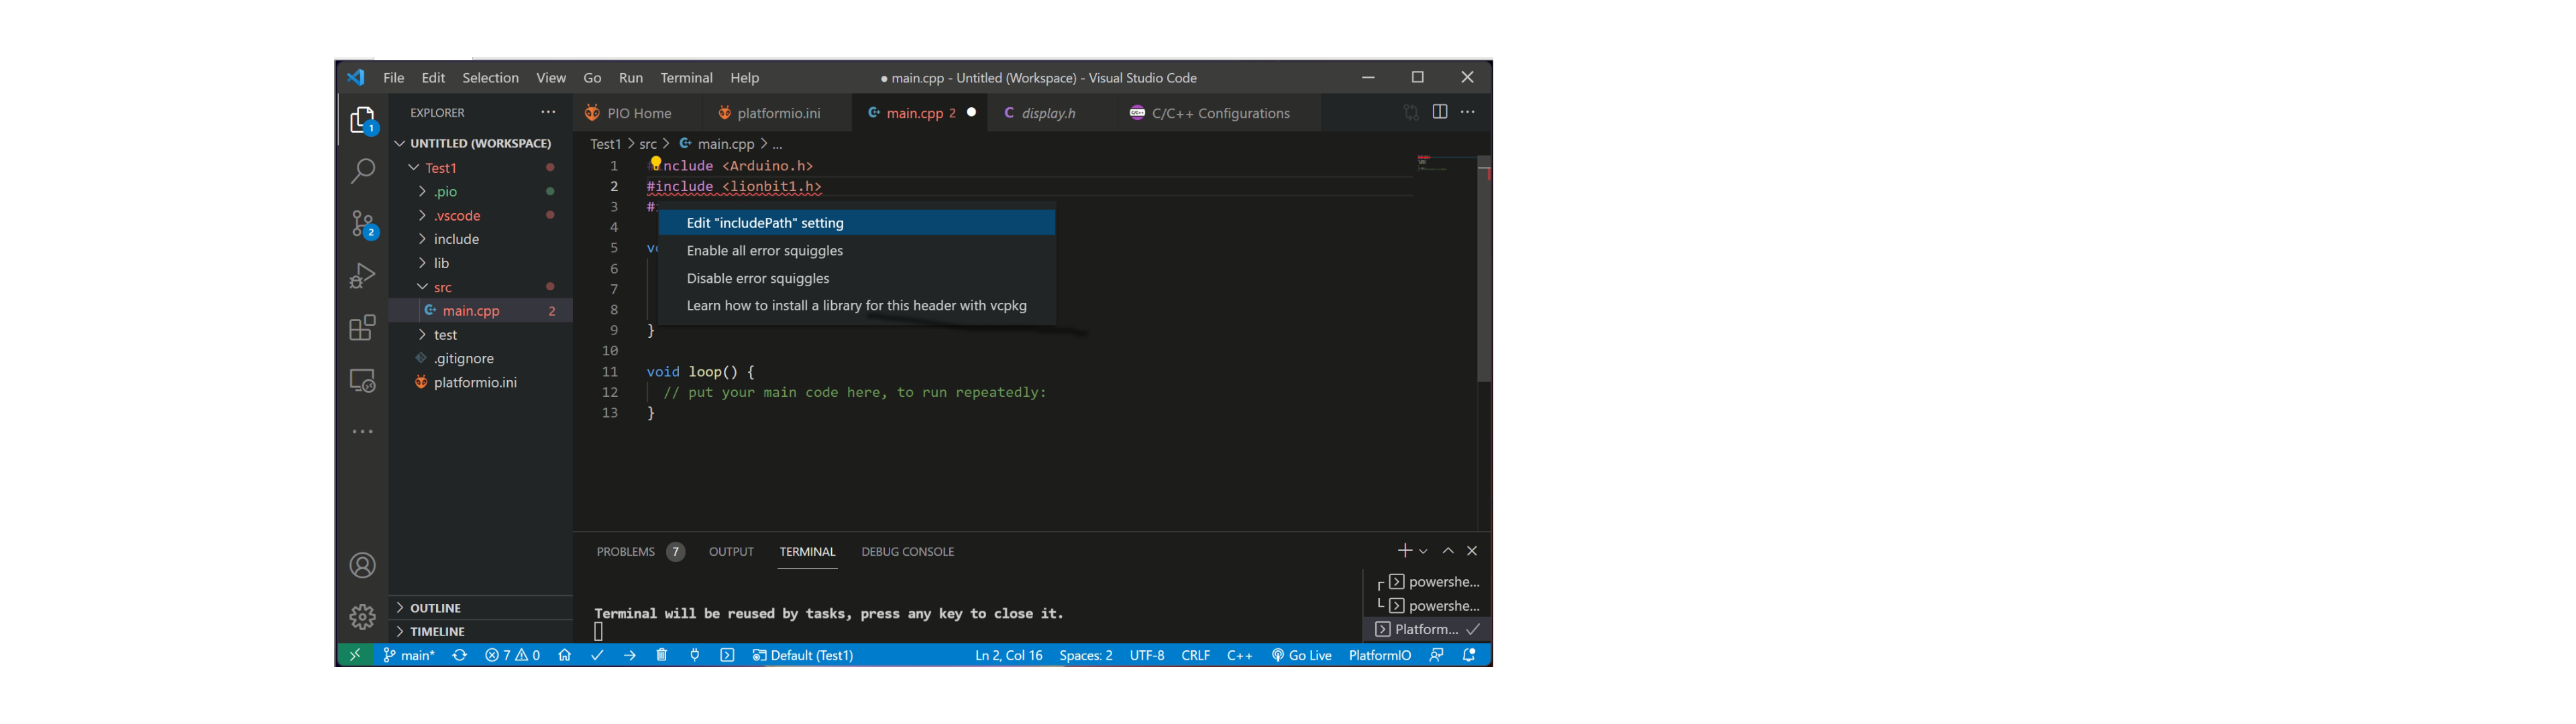 File Edit Selection View Go Run Terminal Help
● main.cpp - Untitled (Workspace) - Visual Studio Code
EXPLORER
PIO Home
platformio.ini
main.cpp 2
display.h
C/C++ Configurations
1
2
UNTITLED (WORKSPACE)
Test1
.pio
.vscode
include
lib
src
main.cpp 2
test
.gitignore
platformio.ini
OUTLINE
TIMELINE
Test1 > src > main.cpp > ...
1 nclude <Arduino.h>
2 #include <lionbit1.h>
3 #
4
5 v
6
7
8
9 }
10
11 void loop() {
12 // put your main code here, to run repeatedly:
13 }
Edit "includePath" setting
Enable all error squiggles
Disable error squiggles
Learn how to install a library for this header with vcpkg
PROBLEMS 7 OUTPUT TERMINAL DEBUG CONSOLE
Terminal will be reused by tasks, press any key to close it.
powershe...
powershe...
Platform...
main* 7 0 Default (Test1) Ln 2, Col 16 Spaces: 2 UTF-8 CRLF C++ Go Live PlatformIO